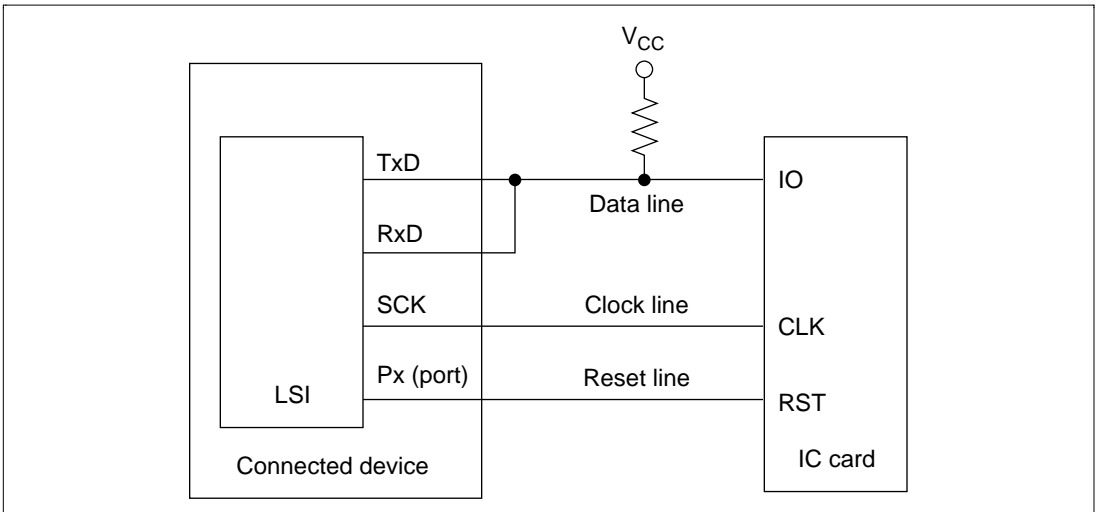 VCC
TxD
IO
Data line
RxD
SCK
Clock line
CLK
Px (port)
Reset line
LSI
RST
Connected device
IC card